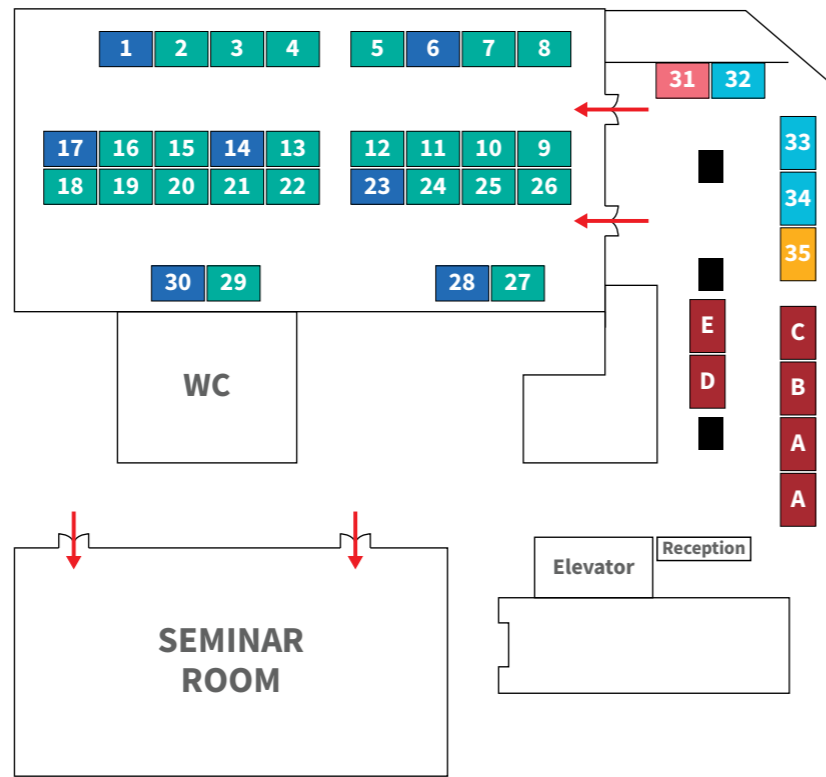 1 2 3 4 5 6 7 8
31 32
17 16 15 14 13 12 11 10 9
33
18 19 20 21 22 23 24 25 26
34
35
30 29 28 27
E
C
D
B
WC
A
A
Elevator
Reception
SEMINAR
ROOM